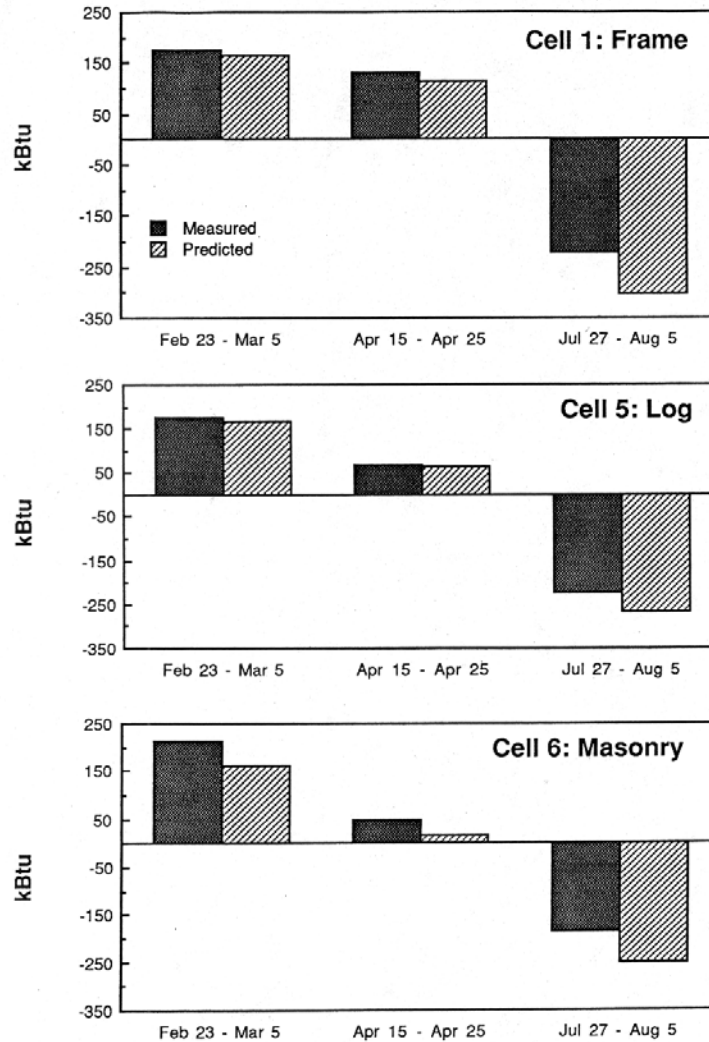 250
150
50
-50
-150
-250
-350
kBtu
Cell 1: Frame
Measured
Predicted
Feb 23 - Mar 5
Apr 15 - Apr 25
Jul 27 - Aug 5
250
150
50
-50
-150
-250
-350
kBtu
Cell 5: Log
Feb 23 - Mar 5
Apr 15 - Apr 25
Jul 27 - Aug 5
250
150
50
-50
-150
-250
-350
kBtu
Cell 6: Masonry
Feb 23 - Mar 5
Apr 15 - Apr 25
Jul 27 - Aug 5